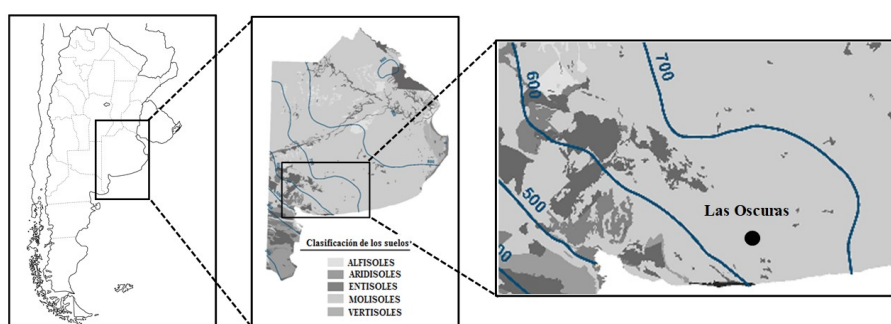 Clasificación de los suelos
ALFISOLES
ARIDISOLES
ENTISOLES
MOLISOLES
VERTISOLES
600
700
500
Las Oscuras